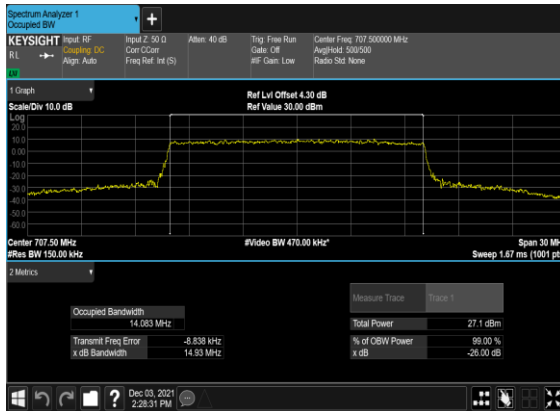 Spectrum Analyzer 1
Occupied BW
+
KEYSIGHT Input: RF Input Z: 50 Ω Atten: 40 dB Trig: Free Run Center Freq: 707.500000 MHz
RL Coupling: DC Corr CCorr Gate: Off Avg|Hold: 500/500
Align: Auto Freq Ref: Int (S) #IF Gain: Low Radio Std: None
1 Graph
Ref Lvl Offset 4.30 dB
Scale/Div 10.0 dB Ref Value 30.00 dBm
Log
20.0
10.0
0.00
-10.0
-20.0
-30.0
-40.0
-50.0
-60.0
Center 707.50 MHz #Video BW 470.00 kHz* Span 30 MH
#Res BW 150.00 kHz Sweep 1.67 ms (1001 pt
2 Metrics
Measure Trace Trace 1
Occupied Bandwidth
14.083 MHz
Total Power 27.1 dBm
Transmit Freq Error -8.838 kHz % of OBW Power 99.00 %
x dB Bandwidth 14.93 MHz x dB -26.00 dB
? Dec 03, 2021
2:28:31 PM